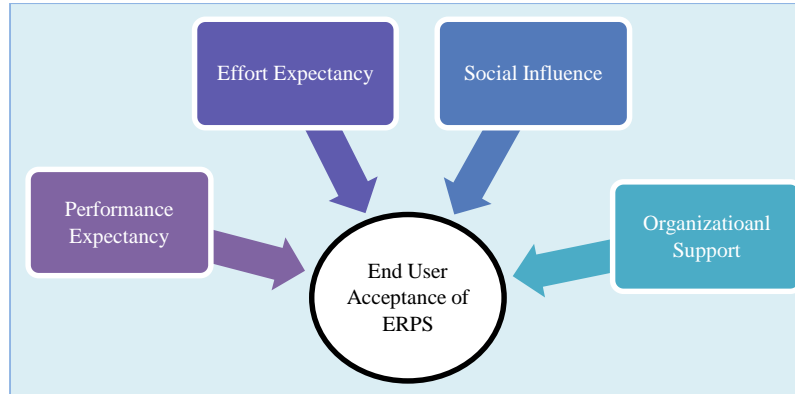 Effort Expectancy
Social Influence
Performance
Expectancy
Organizatioanl
Support
End User
Acceptance of
ERPS